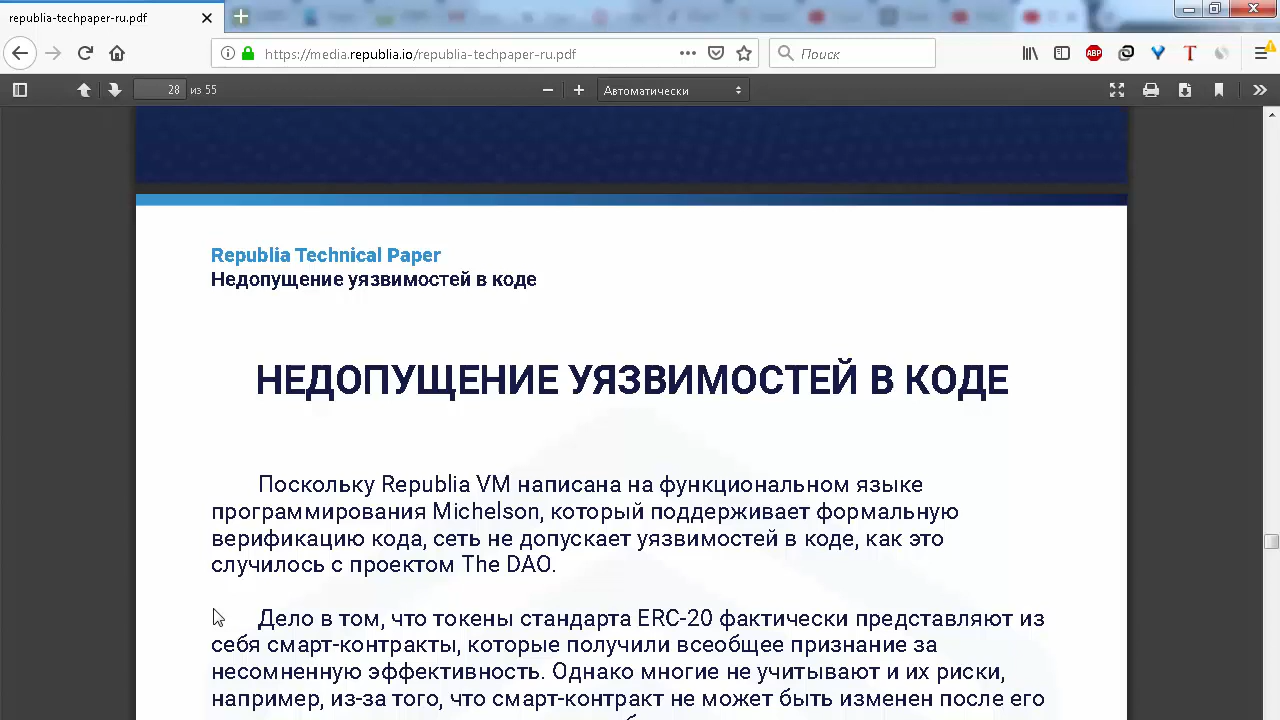 republia-techpaper-ru.pdf
https://media.republia.io/republia-techpaper-ru.pdf
Поиск
ABP
T
28 из 55
Автоматически
Republia Technical Paper
Недопущение уязвимостей в коде
НЕДОПУЩЕНИЕ УЯЗВИМОСТЕЙ В КОДЕ
Поскольку Republia VM написана на функциональном языке
программирования Michelson, который поддерживает формальную
верификацию кода, сеть не допускает уязвимостей в коде, как это
случилось с проектом The DAO.
Дело в том, что токены стандарта ERC-20 фактически представляют из
себя смарт-контракты, которые получили всеобщее признание за
несомненную эффективность. Однако многие не учитывают и их риски,
например, из-за того, что смарт-контракт не может быть изменен после его